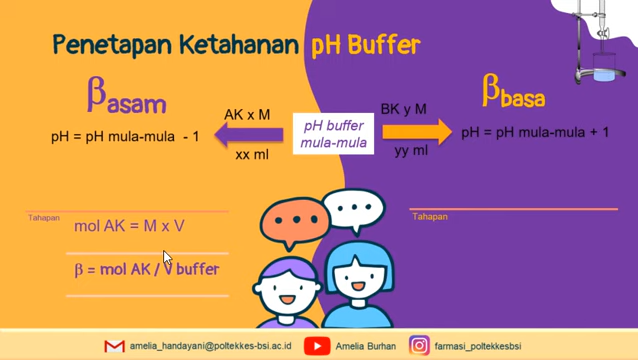 Penetapan Ketahanan pH Buffer
βasam
βbasa
AK x M
BK y M
pH = pH mula-mula - 1
pH buffer
mula-mula
pH = pH mula-mula + 1
xx ml
yy ml
Tahapan
mol AK = M x V
β = mol AK / V buffer
Tahapan
amelia_handayani@poltekkes-bsi.ac.id
Amelia Burhan
farmasi_poltekkesbsi